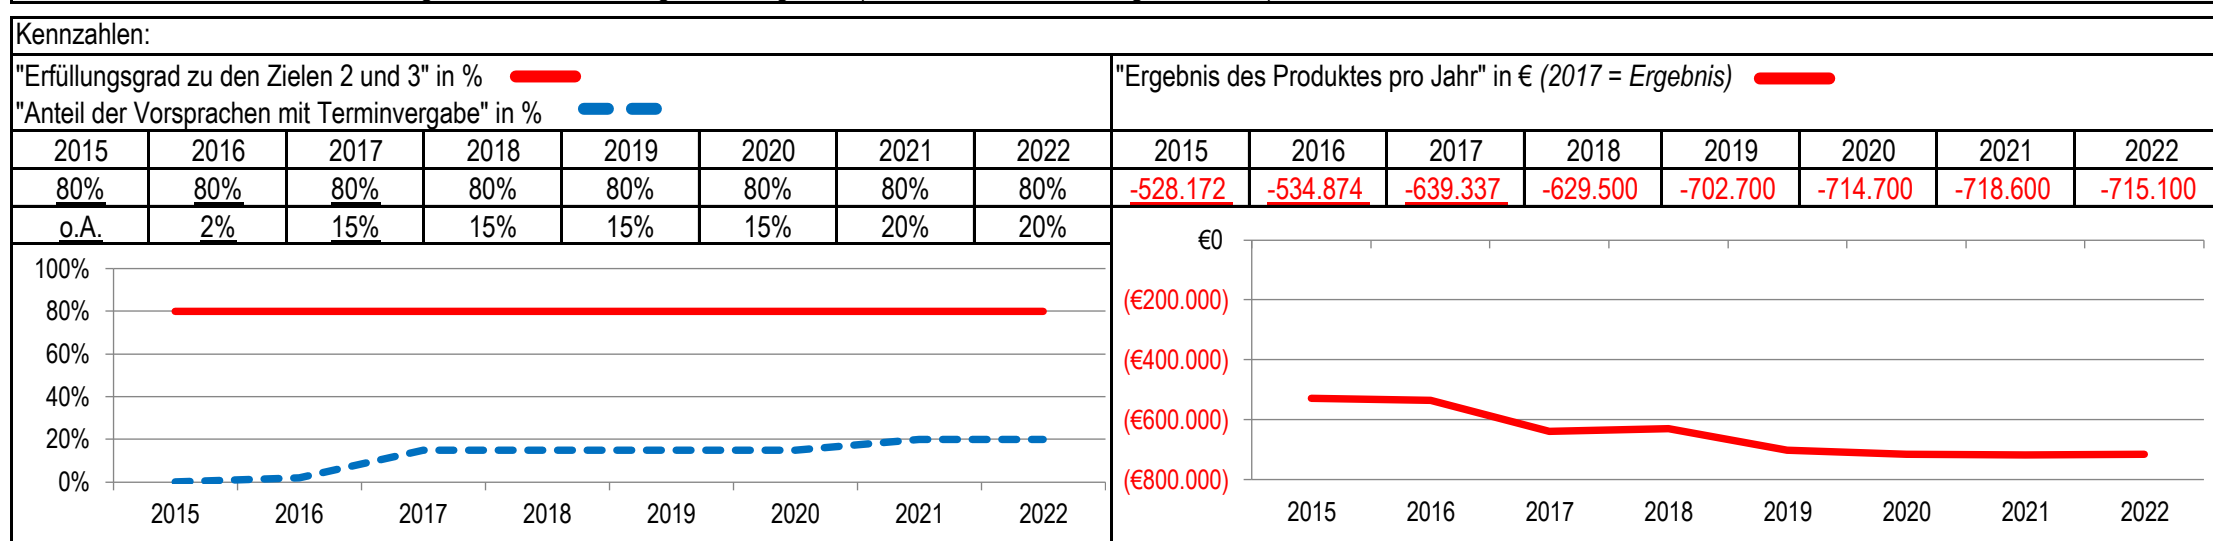 Kennzahlen:
"Erfüllungsgrad zu den Zielen 2 und 3" in %
"Anteil der Vorsprachen mit Terminvergabe" in %
2015 2016 2017 2018 2019 2020 2021 2022
80% 80% 80% 80% 80% 80% 80% 80%
o.A. 2% 15% 15% 15% 15% 20% 20%
100%
80%
60%
40%
20%
0%
2015 2016 2017 2018 2019 2020 2021 2022
"Ergebnis des Produktes pro Jahr" in € (2017 = Ergebnis)
2015 2016 2017 2018 2019 2020 2021 2022
-528.172 -534.874 -639.337 -629.500 -702.700 -714.700 -718.600 -715.100
€0
(€200.000)
(€400.000)
(€600.000)
(€800.000)
2015 2016 2017 2018 2019 2020 2021 2022